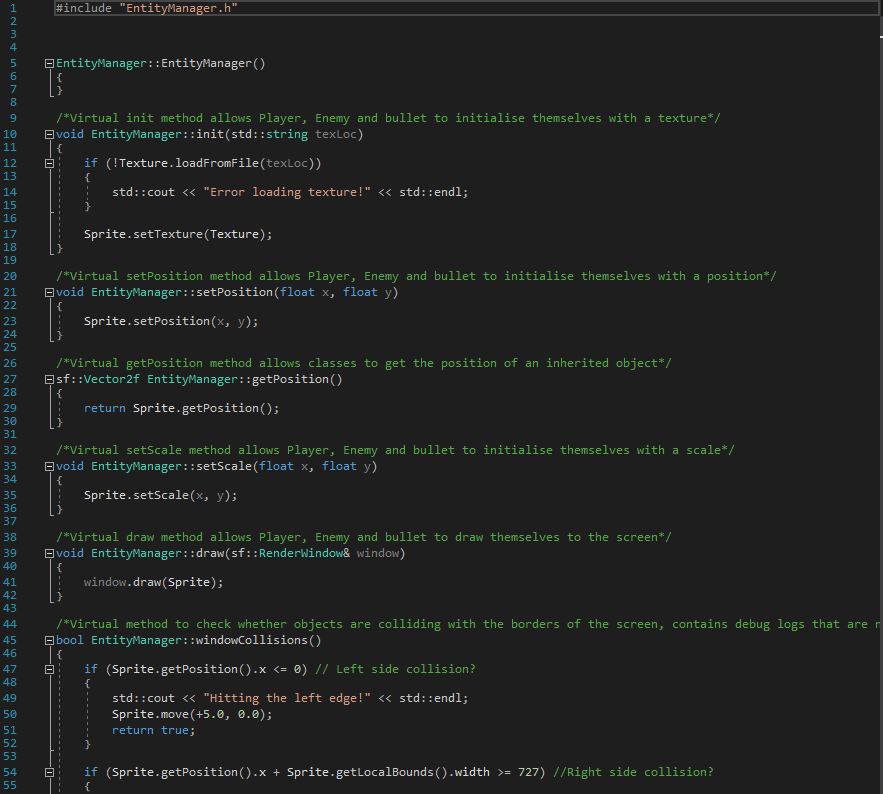 1 #include "EntityManager.h"
2
3
4
5 EntityManager::EntityManager()
6 {
7 }
8
9 /*Virtual init method allows Player, Enemy and bullet to initialise themselves with a texture*/
10 void EntityManager::init(std::string texLoc)
11 {
12 if (!Texture.loadFromFile(texLoc))
13 {
14 std::cout << "Error loading texture!" << std::endl;
15 }
16
17 Sprite.setTexture(Texture);
18 }
19
20 /*Virtual setPosition method allows Player, Enemy and bullet to initialise themselves with a position*/
21 void EntityManager::setPosition(float x, float y)
22 {
23 Sprite.setPosition(x, y);
24 }
25
26 /*Virtual getPosition method allows classes to get the position of an inherited object*/
27 sf::Vector2f EntityManager::getPosition()
28 {
29 return Sprite.getPosition();
30 }
31
32 /*Virtual setScale method allows Player, Enemy and bullet to initialise themselves with a scale*/
33 void EntityManager::setScale(float x, float y)
34 {
35 Sprite.setScale(x, y);
36 }
37
38 /*Virtual draw method allows Player, Enemy and bullet to draw themselves to the screen*/
39 void EntityManager::draw(sf::RenderWindow& window)
40 {
41 window.draw(Sprite);
42 }
43
44 /*Virtual method to check whether objects are colliding with the borders of the screen, contains debug logs that are
45 bool EntityManager::windowCollisions()
46 {
47 if (Sprite.getPosition().x <= 0) // Left side collision?
48 {
49 std::cout << "Hitting the left edge!" << std::endl;
50 Sprite.move(+5.0, 0.0);
51 return true;
52 }
53
54 if (Sprite.getPosition().x + Sprite.getLocalBounds().width >= 727) //Right side collision?
55 {